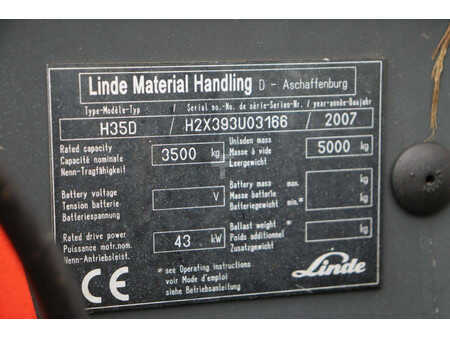 Linde Material Handling D - Aschaffenburg
Type-Modèle-Typ / Serial no.-No. de série-Serien-Nr. / year-année-Baujahr
H35D / H2X393U03166 / 2007
Rated capacity
Capacité nominale
Nenn-Tragfähigkeit
3500 kg
Unladen mass
Masse à vide
Leergewicht
5000 kg
Battery voltage
Tension batterie
Batteriespannung
V
Battery mass max.
Masse batterie
Batteriegewicht min.*
kg
kg
Rated drive power
Puissance motr.nom.
Nenn-Antriebsleist.
43 kW
Ballast weight *
Poids additionnel
Zusatzgewicht
kg
* see Operating instructions
voir Mode d'emploi
siehe Betriebsanleitung
CE
Linde